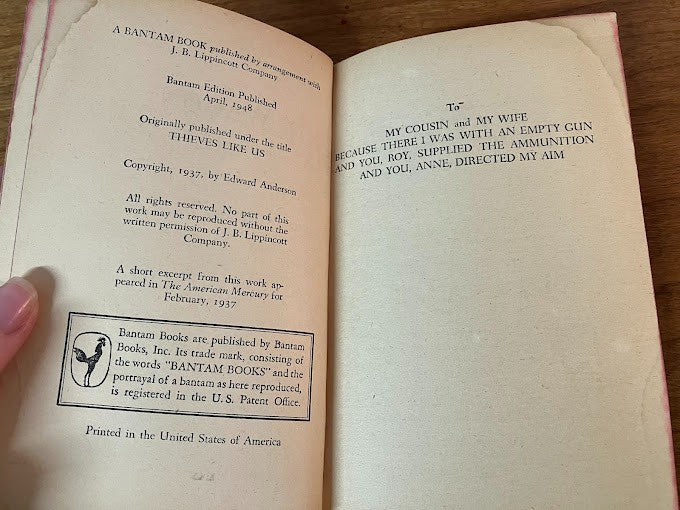 A BANTAM BOOK published by arrangement with
J. B. Lippincott Company
Bantam Edition Published
April, 1948
Originally published under the title
THIEVES LIKE US
Copyright, 1937, by Edward Anderson
All rights reserved. No part of this
work may be reproduced without the
written permission of J. B. Lippincott
Company.
A short excerpt from this work ap-
peared in The American Mercury for
February, 1937
Bantam Books are published by Bantam
Books, Inc. Its trade mark, consisting of
the words "BANTAM BOOKS" and the
portrayal of a bantam as here reproduced,
is registered in the U. S. Patent Office.
Printed in the United States of America
To
MY COUSIN and MY WIFE
BECAUSE THERE I WAS WITH AN EMPTY GUN
AND YOU, ROY, SUPPLIED THE AMMUNITION
AND YOU, ANNE, DIRECTED MY AIM